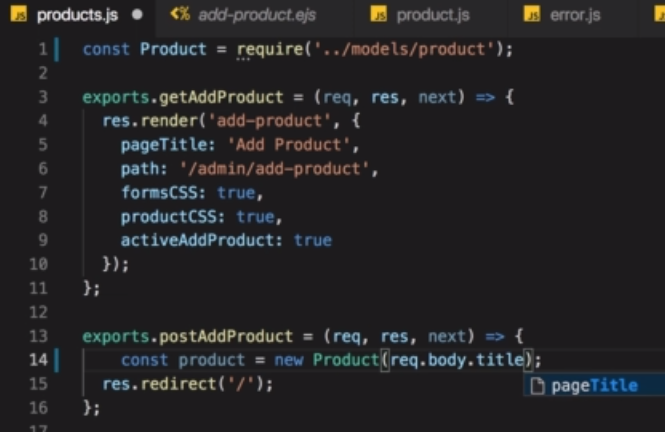 JS products.js ● <% add-product.ejs JS product.js JS error.js JS
1 const Product = require('../models/product');
2
3 exports.getAddProduct = (req, res, next) => {
4 res.render('add-product', {
5 pageTitle: 'Add Product',
6 path: '/admin/add-product',
7 formsCSS: true,
8 productCSS: true,
9 activeAddProduct: true
10 });
11 };
12
13 exports.postAddProduct = (req, res, next) => {
14 const product = new Product(req.body.title);
pageTitle
15 res.redirect('/');
16 };
17